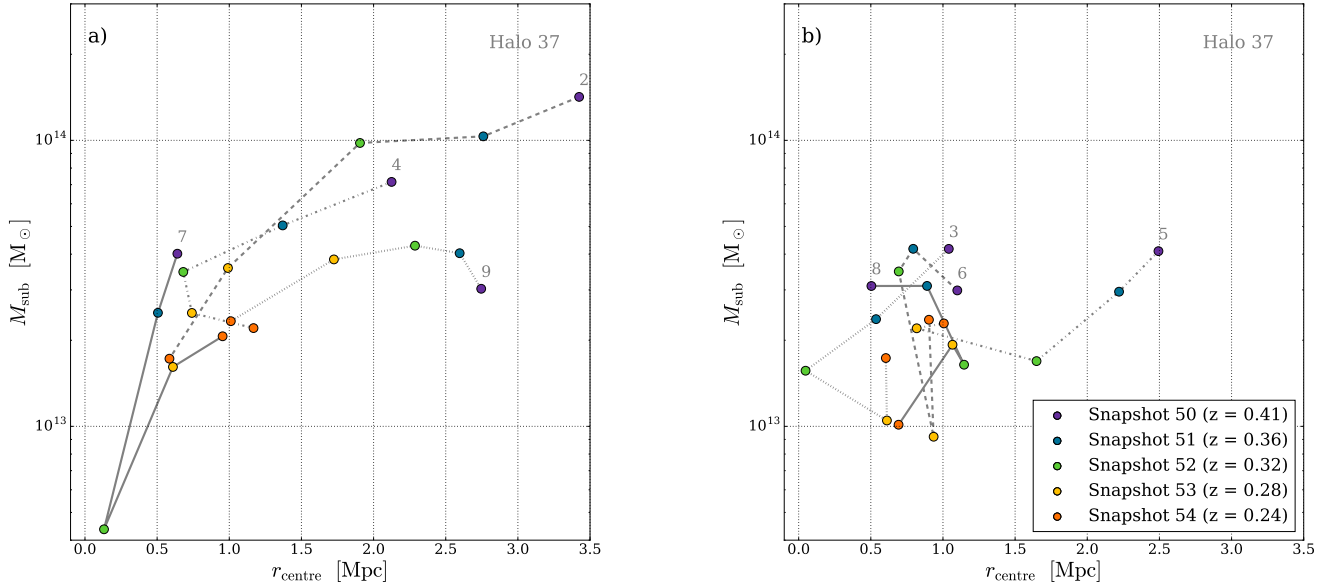 a)
Halo 37
2
4
7
9
10^14
10^13
M_sub [M_⊙]
0.0 0.5 1.0 1.5 2.0 2.5 3.0 3.5
r_centre [Mpc]
b)
Halo 37
3
5
8
6
10^14
10^13
M_sub [M_⊙]
Snapshot 50 (z = 0.41)
Snapshot 51 (z = 0.36)
Snapshot 52 (z = 0.32)
Snapshot 53 (z = 0.28)
Snapshot 54 (z = 0.24)
0.0 0.5 1.0 1.5 2.0 2.5 3.0 3.5
r_centre [Mpc]